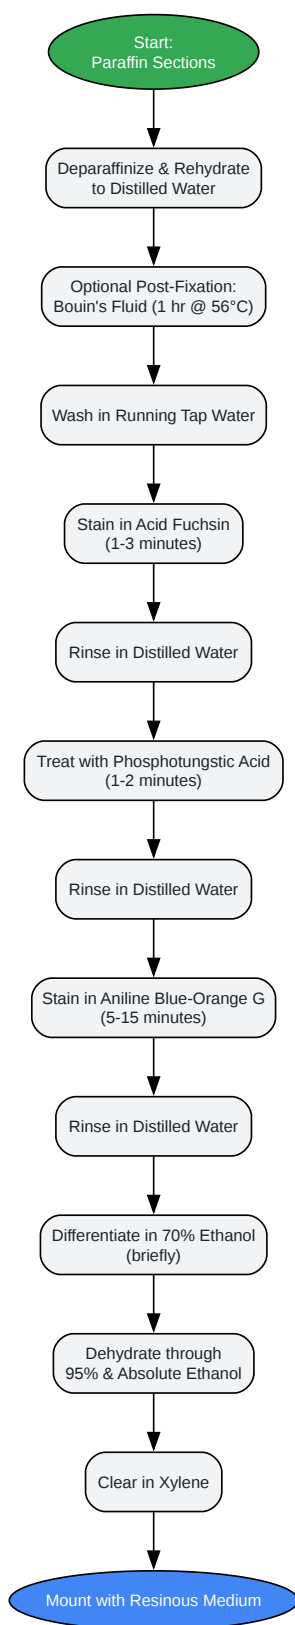 Start:
Paraffin Sections
Deparaffinize & Rehydrate
to Distilled Water
Optional Post-Fixation:
Bouin's Fluid (1 hr @ 56°C)
Wash in Running Tap Water
Stain in Acid Fuchsin
(1-3 minutes)
Rinse in Distilled Water
Treat with Phosphotungstic Acid
(1-2 minutes)
Rinse in Distilled Water
Stain in Aniline Blue-Orange G
(5-15 minutes)
Rinse in Distilled Water
Differentiate in 70% Ethanol
(briefly)
Dehydrate through
95% & Absolute Ethanol
Clear in Xylene
Mount with Resinous Medium